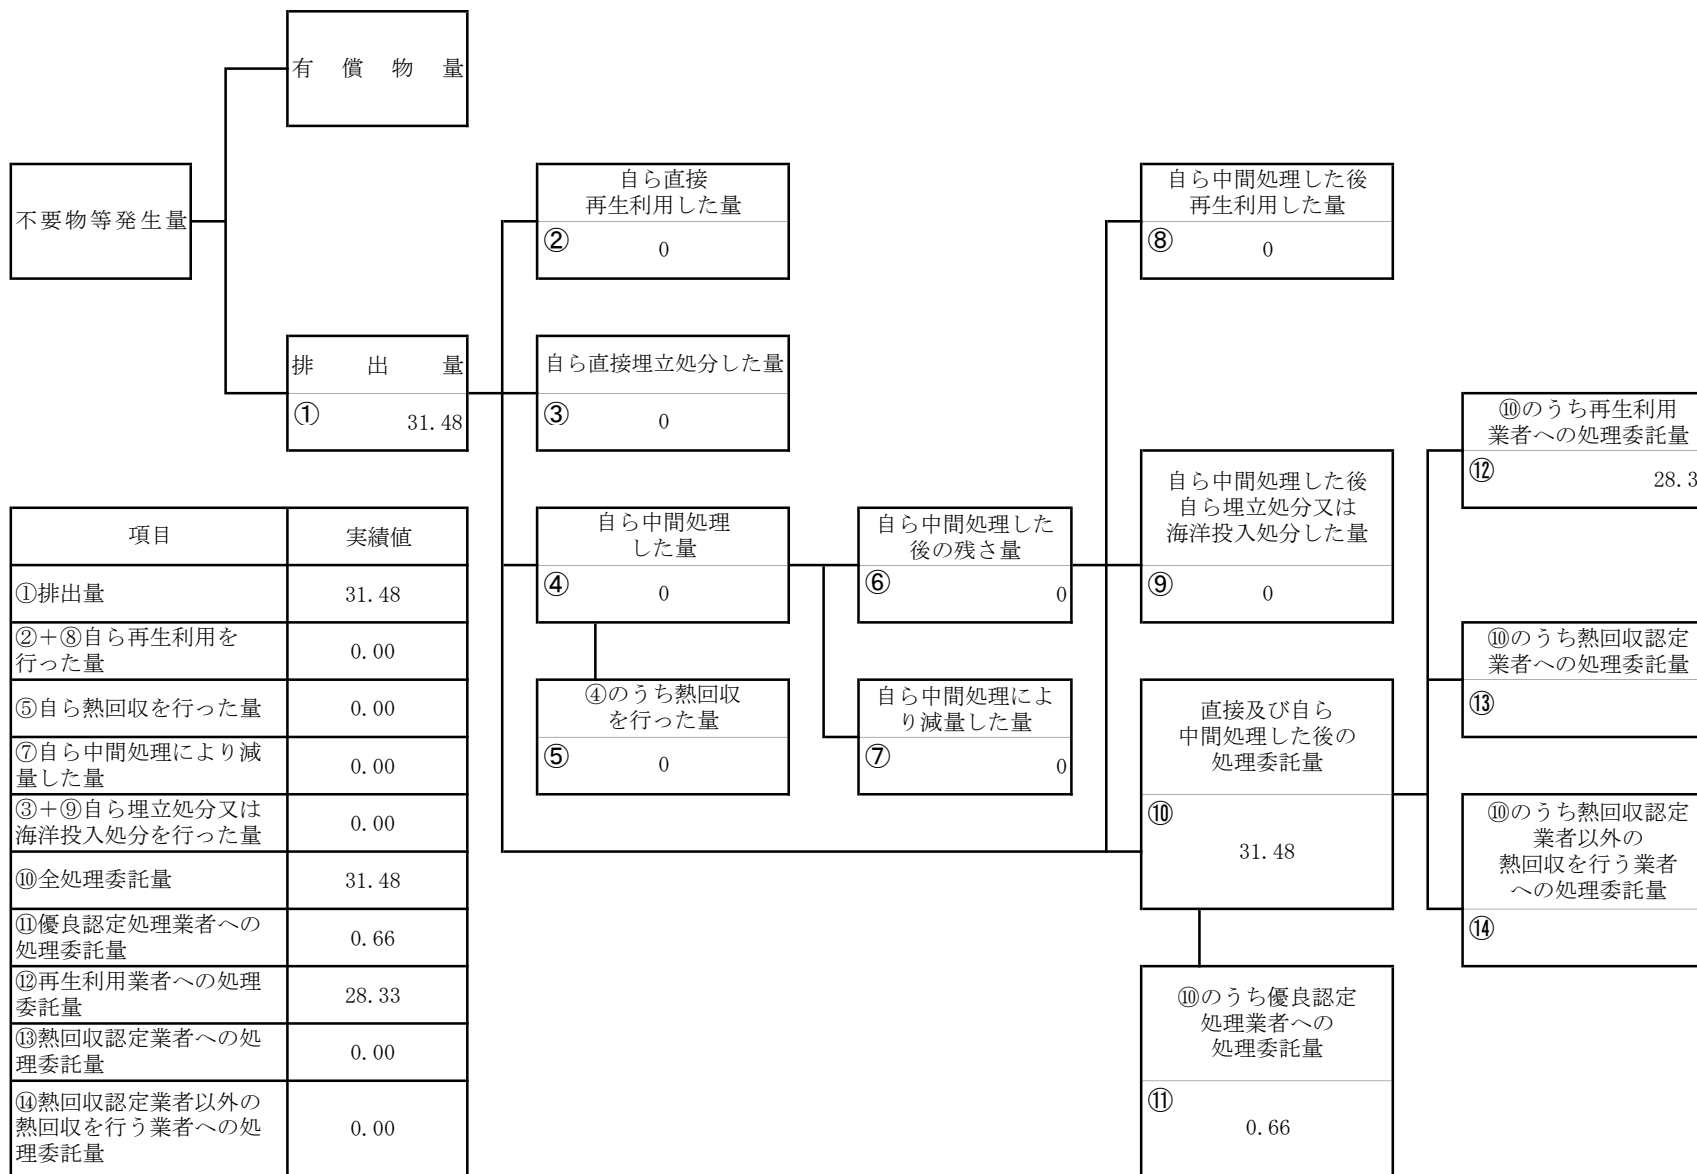 有償物量
不要物等発生量
排出量
① 31.48
自ら直接
再生利用した量
② 0
自ら直接埋立処分した量
③ 0
自ら中間処理
した量
④ 0
④のうち熱回収
を行った量
⑤ 0
自ら中間処理した
後の残さ量
⑥ 0
自ら中間処理によ
り減量した量
⑦ 0
自ら中間処理した後
再生利用した量
⑧ 0
自ら中間処理した後
自ら埋立処分又は
海洋投入処分した量
⑨ 0
直接及び自ら
中間処理した後の
処理委託量
⑩
31.48
⑩のうち優良認定
処理業者への
処理委託量
⑪
0.66
⑩のうち再生利用
業者への処理委託量
⑫ 28.3
⑩のうち熱回収認定
業者への処理委託量
⑬
⑩のうち熱回収認定
業者以外の
熱回収を行う業者
への処理委託量
⑭
項目 実績値
①排出量 31.48
②+⑧自ら再生利用を
行った量 0.00
⑤自ら熱回収を行った量 0.00
⑦自ら中間処理により減
量した量 0.00
③+⑨自ら埋立処分又は
海洋投入処分を行った量 0.00
⑩全処理委託量 31.48
⑪優良認定処理業者への
処理委託量 0.66
⑫再生利用業者への処理
委託量 28.33
⑬熱回収認定業者への処
理委託量 0.00
⑭熱回収認定業者以外の
熱回収を行う業者への処
理委託量 0.00